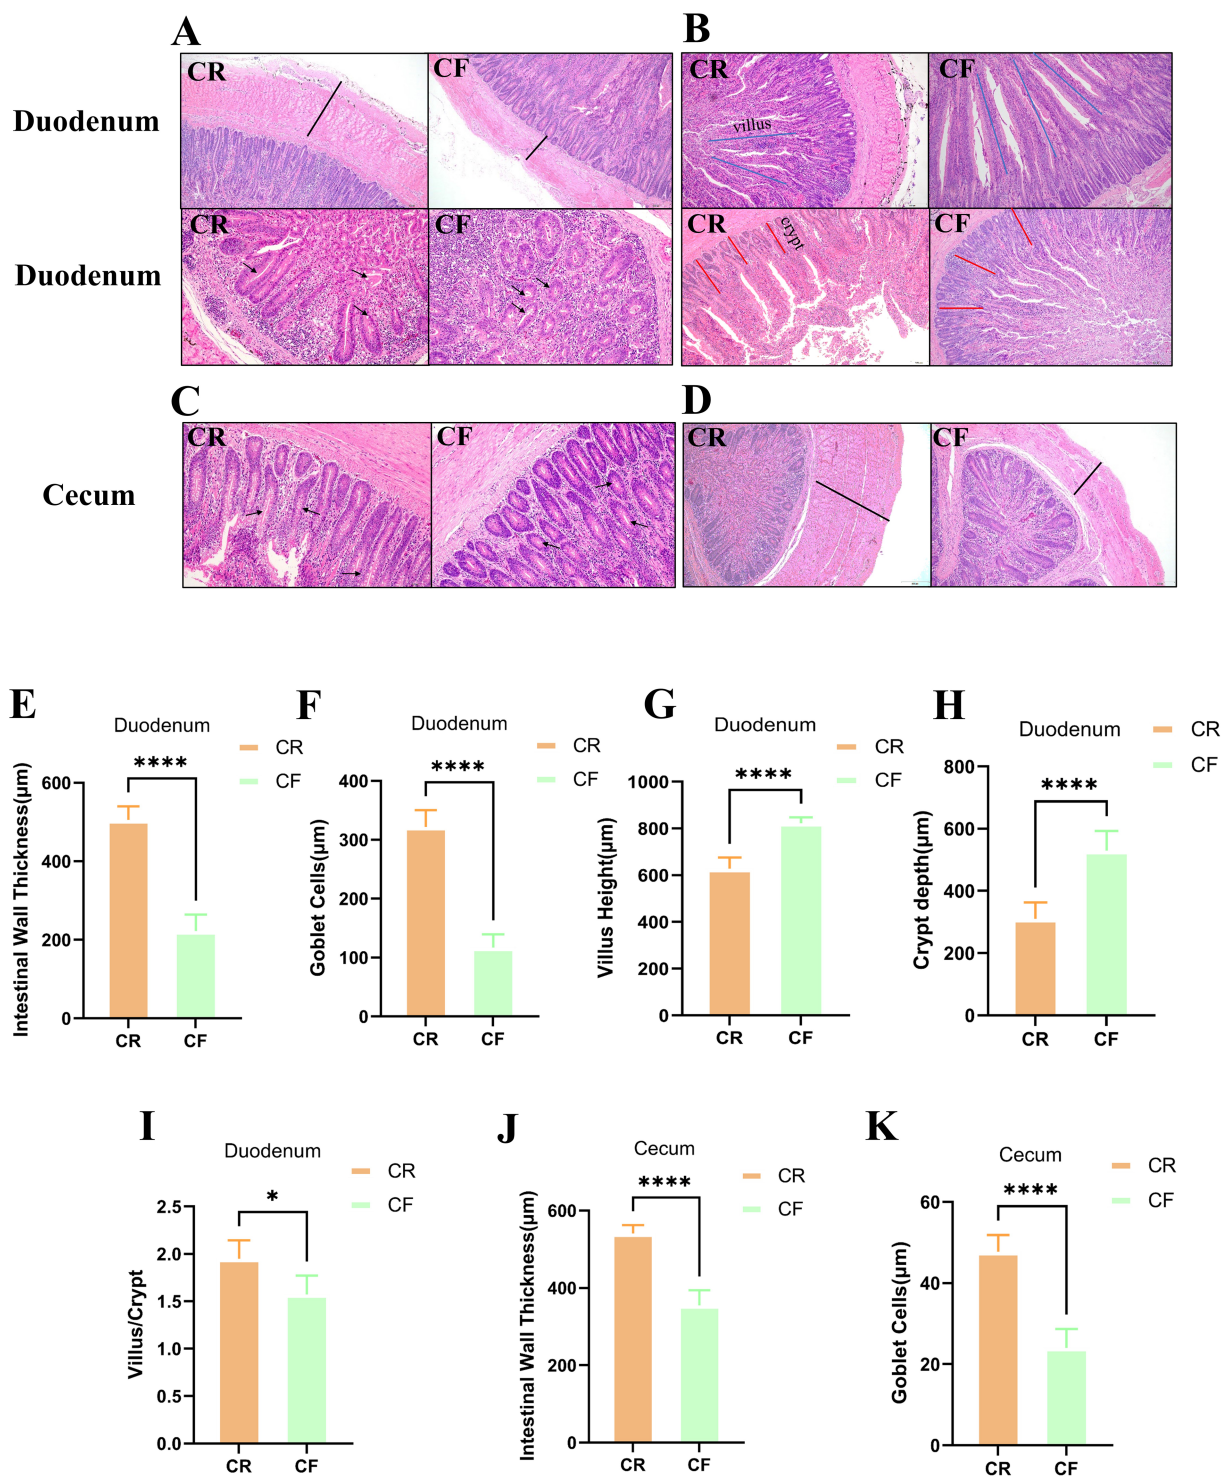 A
B
CR
CF
CR
CF
Duodenum
villus
CR
CF
CR
CF
Duodenum
crypt
C
D
CR
CF
CR
CF
Cecum
E
Duodenum
CR
CF
****
Intestinal Wall Thickness(μm)
600
400
200
0
CR
CF
F
Duodenum
CR
CF
****
Goblet Cells(μm)
400
300
200
100
0
CR
CF
G
Duodenum
CR
CF
****
Villus Height(μm)
1000
800
600
400
200
0
CR
CF
H
Duodenum
CR
CF
****
Crypt depth(μm)
800
600
400
200
0
CR
CF
I
Duodenum
CR
CF
*
Villus/Crypt
2.5
2.0
1.5
1.0
0.5
0.0
CR
CF
J
Cecum
CR
CF
****
Intestinal Wall Thickness(μm)
600
400
200
0
CR
CF
K
Cecum
CR
CF
****
Goblet Cells(μm)
60
40
20
0
CR
CF